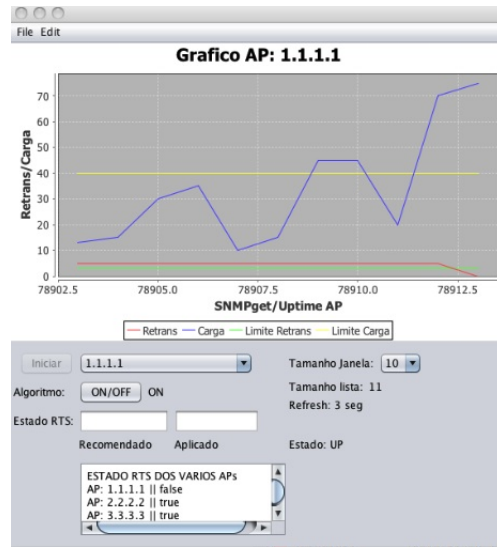 File Edit
Grafico AP: 1.1.1.1
Retrans/Carga
70
60
50
40
30
20
10
0
78902.5 78905.0 78907.5 78910.0 78912.5
SNMPget/Uptime AP
Retrans Carga Limite Retrans Limite Carga
Iniciar 1.1.1.1 Tamanho Janela: 10
Algoritmo: ON/OFF ON Tamanho lista: 11
Refresh: 3 seg
Estado RTS:
Recomendado Aplicado Estado: UP
ESTADO RTS DOS VARIOS APs
AP: 1.1.1.1 || false
AP: 2.2.2.2 || true
AP: 3.3.3.3 || true